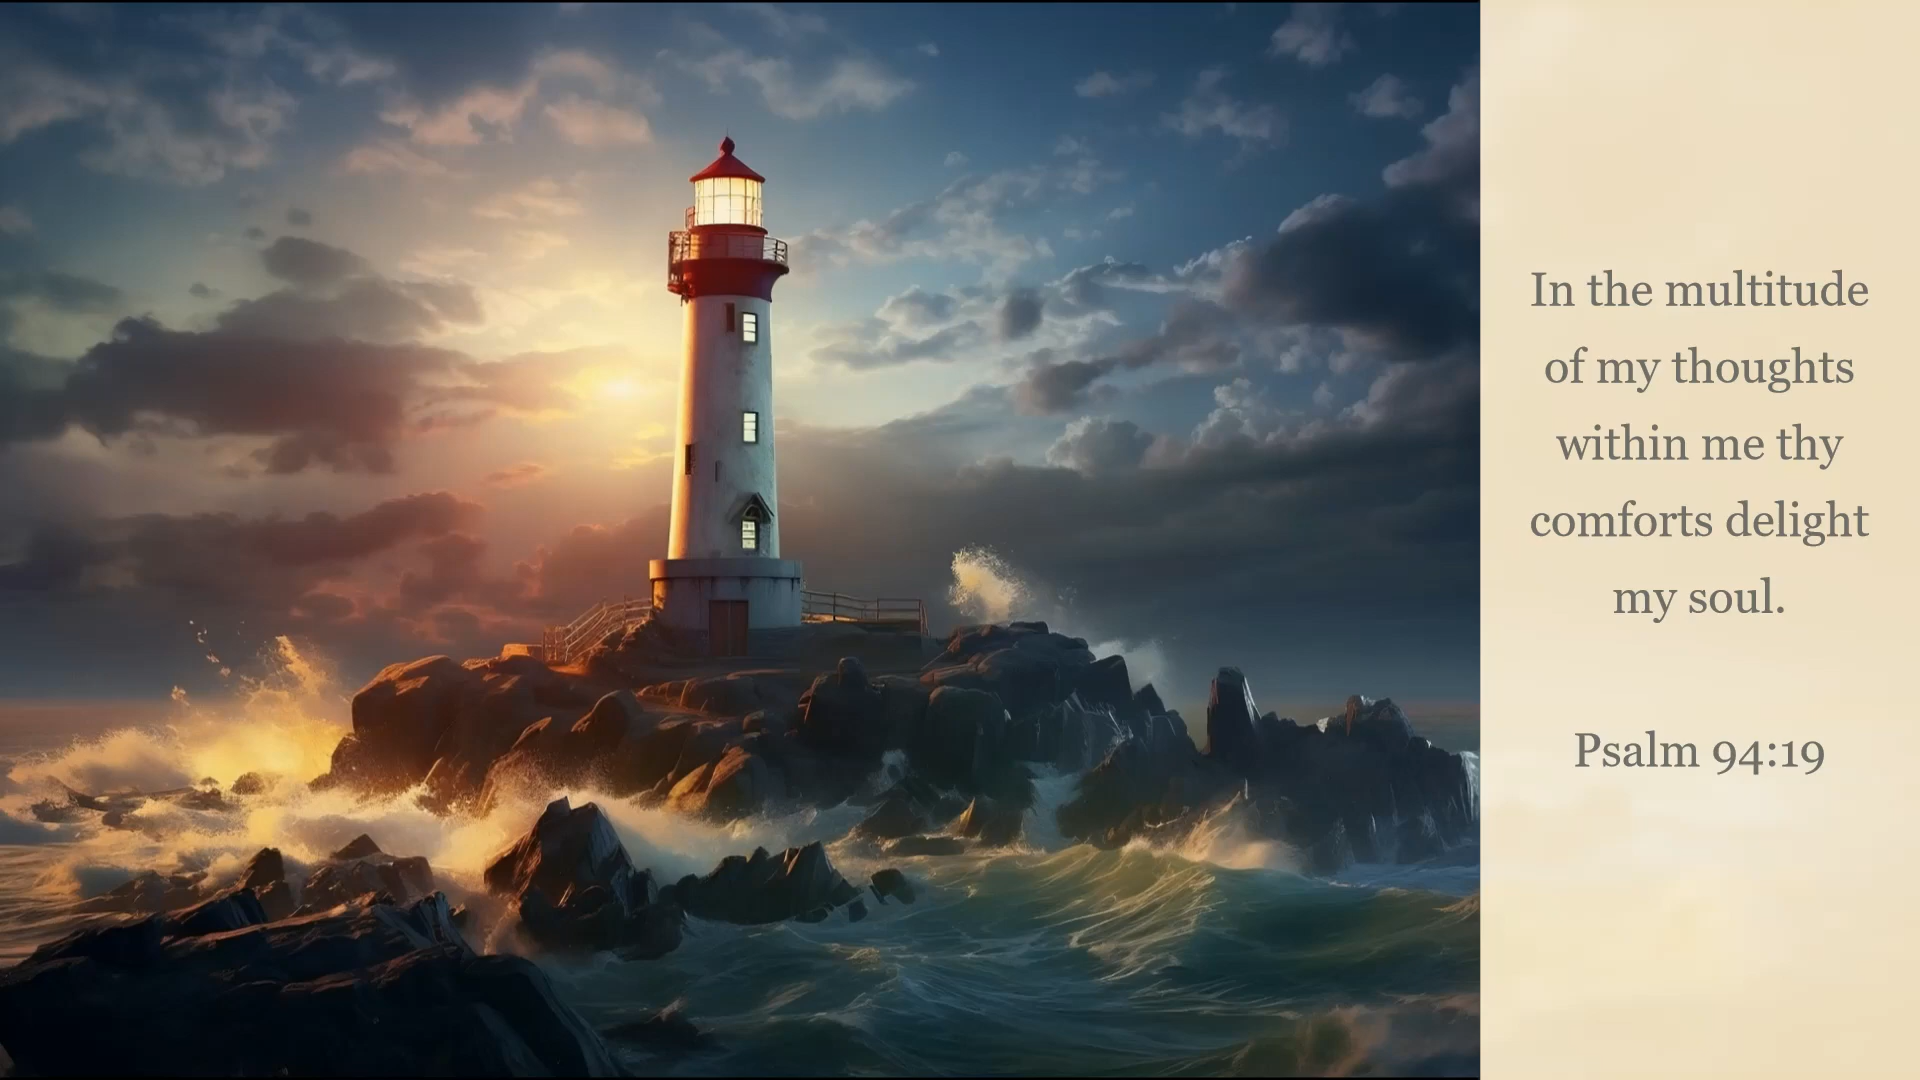 In the multitude
of my thoughts
within me thy
comforts delight
my soul.
Psalm 94:19